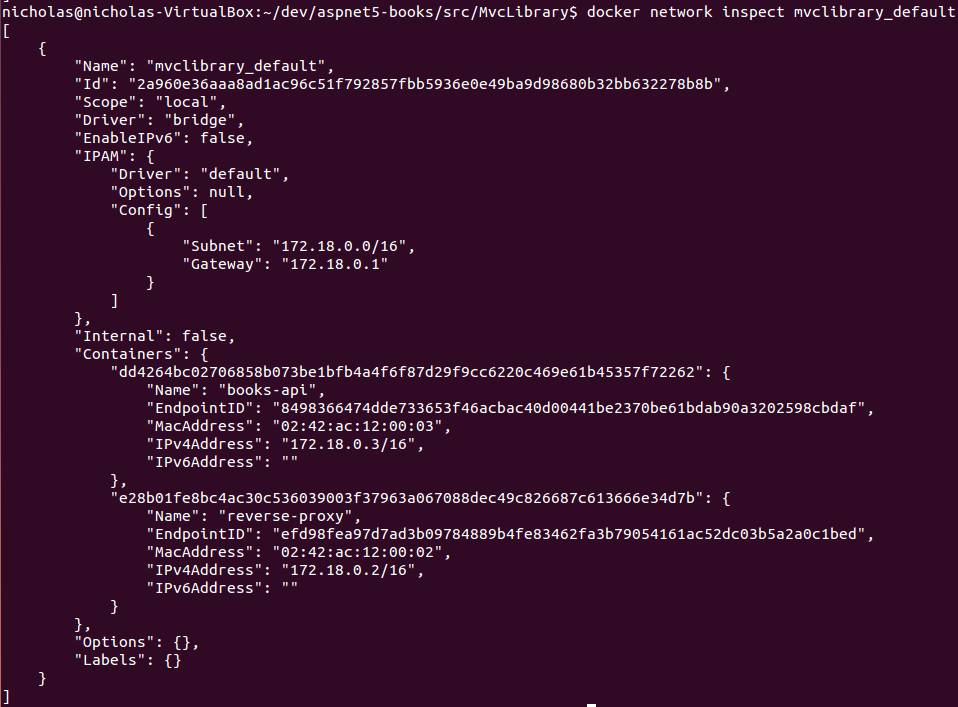 nicholas@nicholas-VirtualBox:~/dev/aspnet5-books/src/MvcLibrary$ docker network inspect mvclibrary_default
[
    {
        "Name": "mvclibrary_default",
        "Id": "2a960e36aaa8ad1ac96c51f792857fbb5936e0e49ba9d98680b32bb632278b8b",
        "Scope": "local",
        "Driver": "bridge",
        "EnableIPv6": false,
        "IPAM": {
            "Driver": "default",
            "Options": null,
            "Config": [
                {
                    "Subnet": "172.18.0.0/16",
                    "Gateway": "172.18.0.1"
                }
            ]
        },
        "Internal": false,
        "Containers": {
            "dd4264bc02706858b073be1bfb4a4f6f87d29f9cc6220c469e61b45357f72262": {
                "Name": "books-api",
                "EndpointID": "8498366474dde733653f46acbac40d00441be2370be61bdab90a3202598cbdaf",
                "MacAddress": "02:42:ac:12:00:03",
                "IPv4Address": "172.18.0.3/16",
                "IPv6Address": ""
            },
            "e28b01fe8bc4ac30c536039003f37963a067088dec49c826687c613666e34d7b": {
                "Name": "reverse-proxy",
                "EndpointID": "efd98fea97d7ad3b09784889b4fe83462fa3b79054161ac52dc03b5a2a0c1bed",
                "MacAddress": "02:42:ac:12:00:02",
                "IPv4Address": "172.18.0.2/16",
                "IPv6Address": ""
            }
        },
        "Options": {},
        "Labels": {}
    }
]